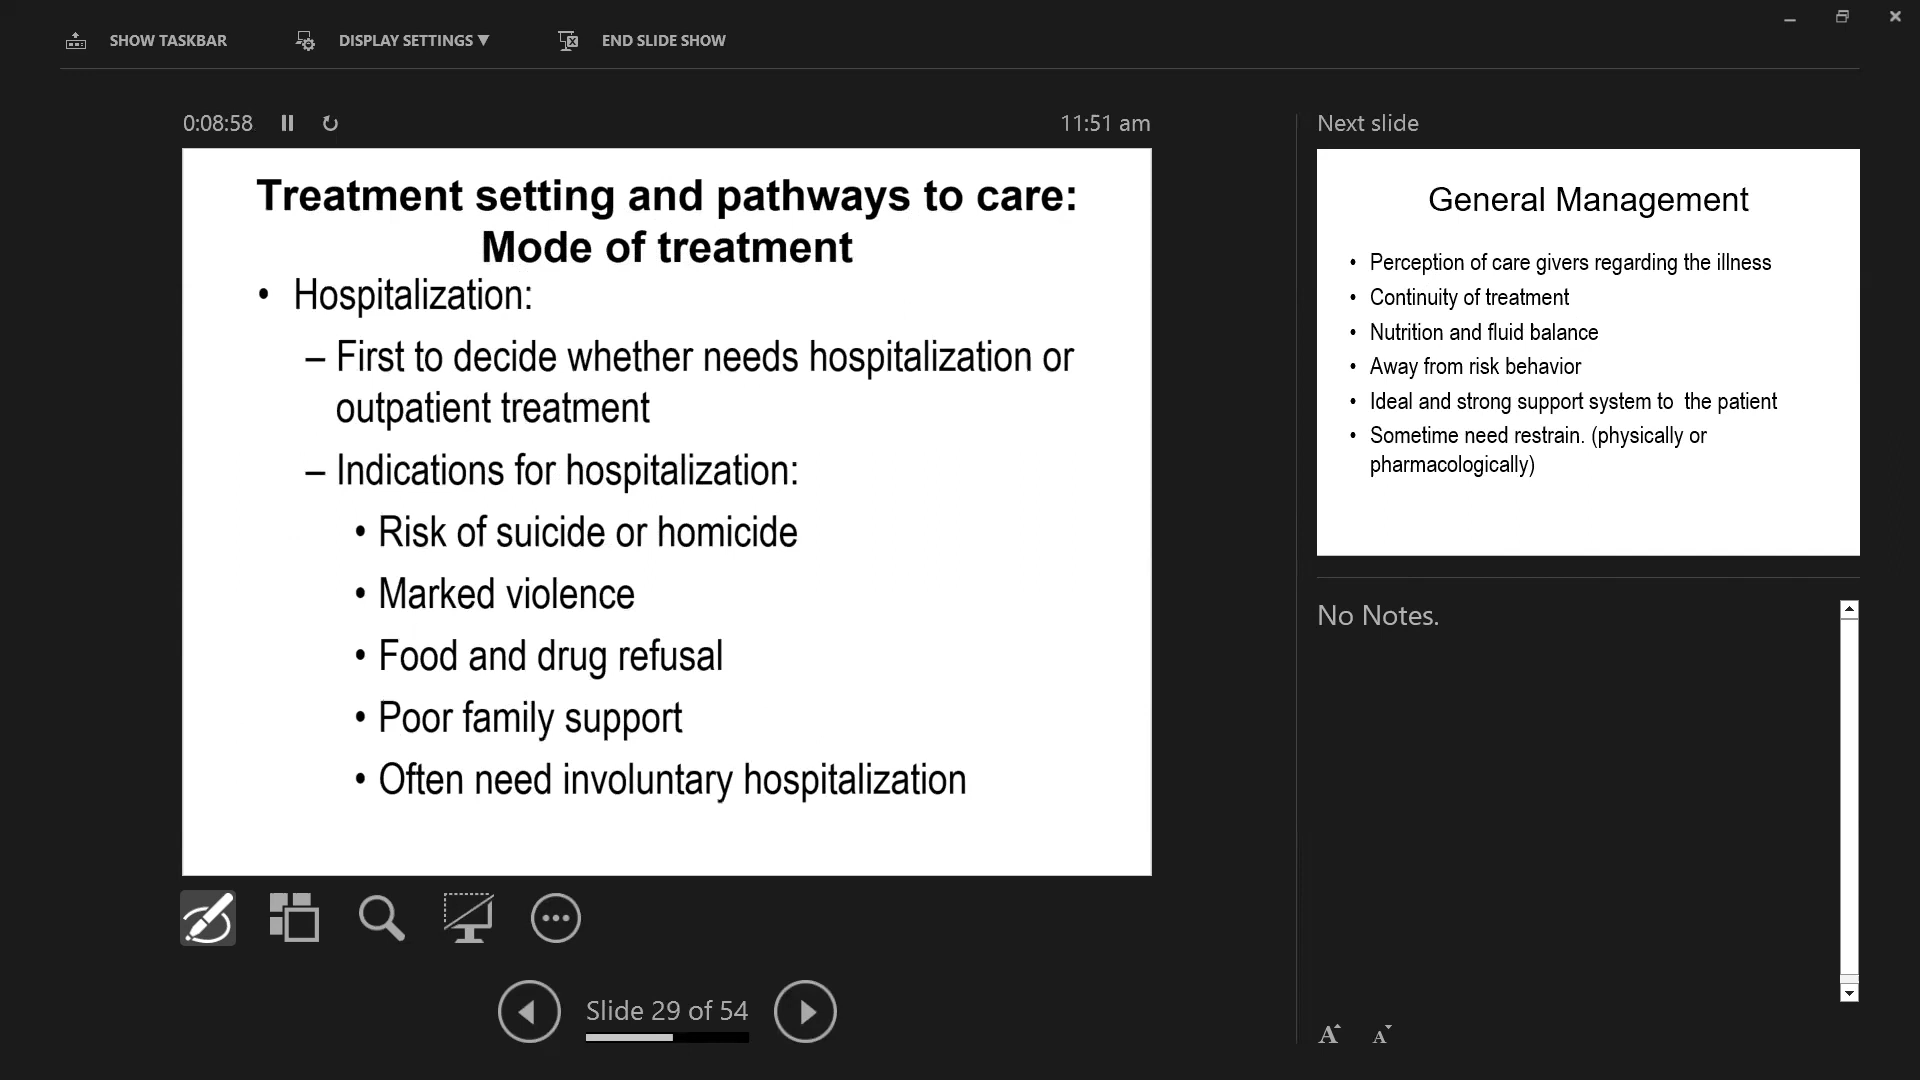 SHOW TASKBAR
DISPLAY SETTINGS ▼
END SLIDE SHOW
0:08:58
11:51 am
Treatment setting and pathways to care:
Mode of treatment
• Hospitalization:
– First to decide whether needs hospitalization or
outpatient treatment
– Indications for hospitalization:
• Risk of suicide or homicide
• Marked violence
• Food and drug refusal
• Poor family support
• Often need involuntary hospitalization
Slide 29 of 54
Next slide
General Management
• Perception of care givers regarding the illness
• Continuity of treatment
• Nutrition and fluid balance
• Away from risk behavior
• Ideal and strong support system to  the patient
• Sometime need restrain. (physically or
pharmacologically)
No Notes.
A A